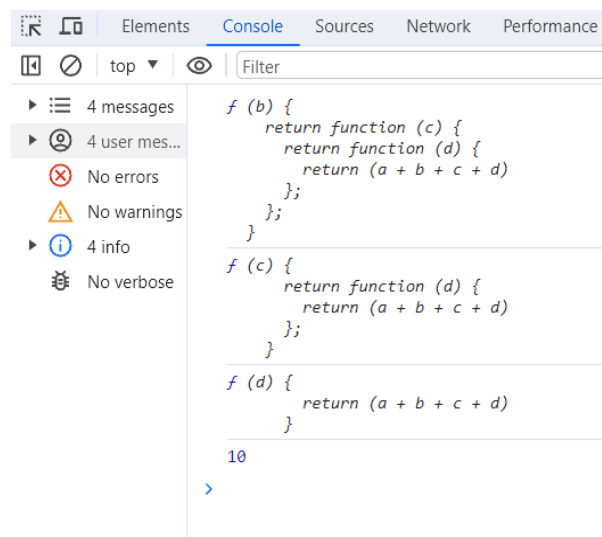 Elements Console Sources Network Performance
top ▼ Filter
4 messages
4 user mes...
No errors
No warnings
4 info
No verbose
ƒ (b) {
return function (c) {
return function (d) {
return (a + b + c + d)
};
};
}
ƒ (c) {
return function (d) {
return (a + b + c + d)
};
}
ƒ (d) {
return (a + b + c + d)
}
10
>